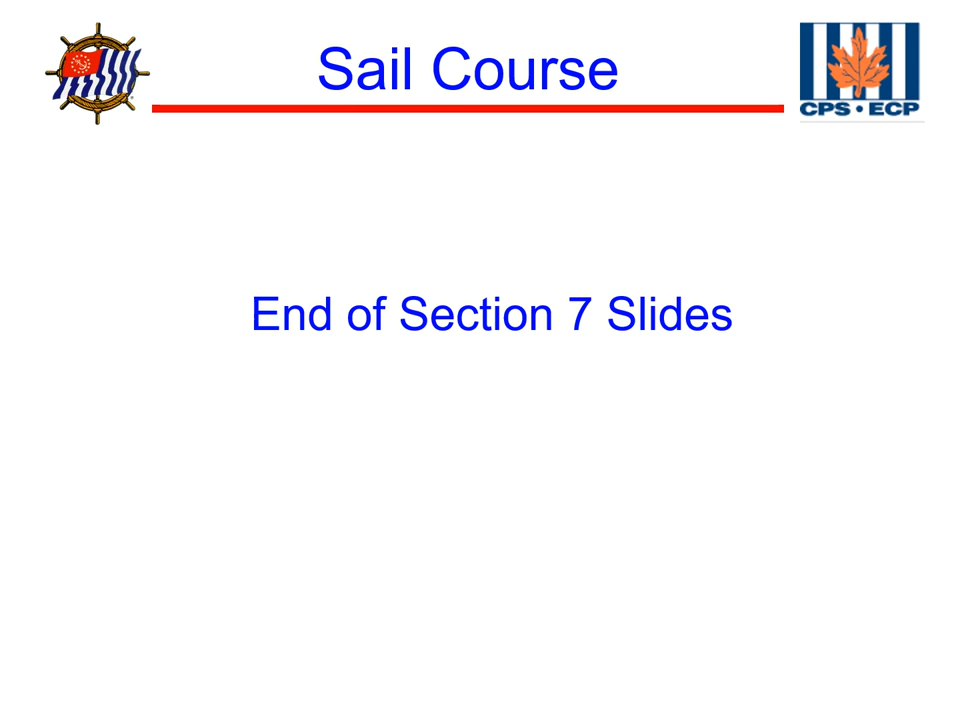 Sail Course
CPS • ECP
End of Section 7 Slides